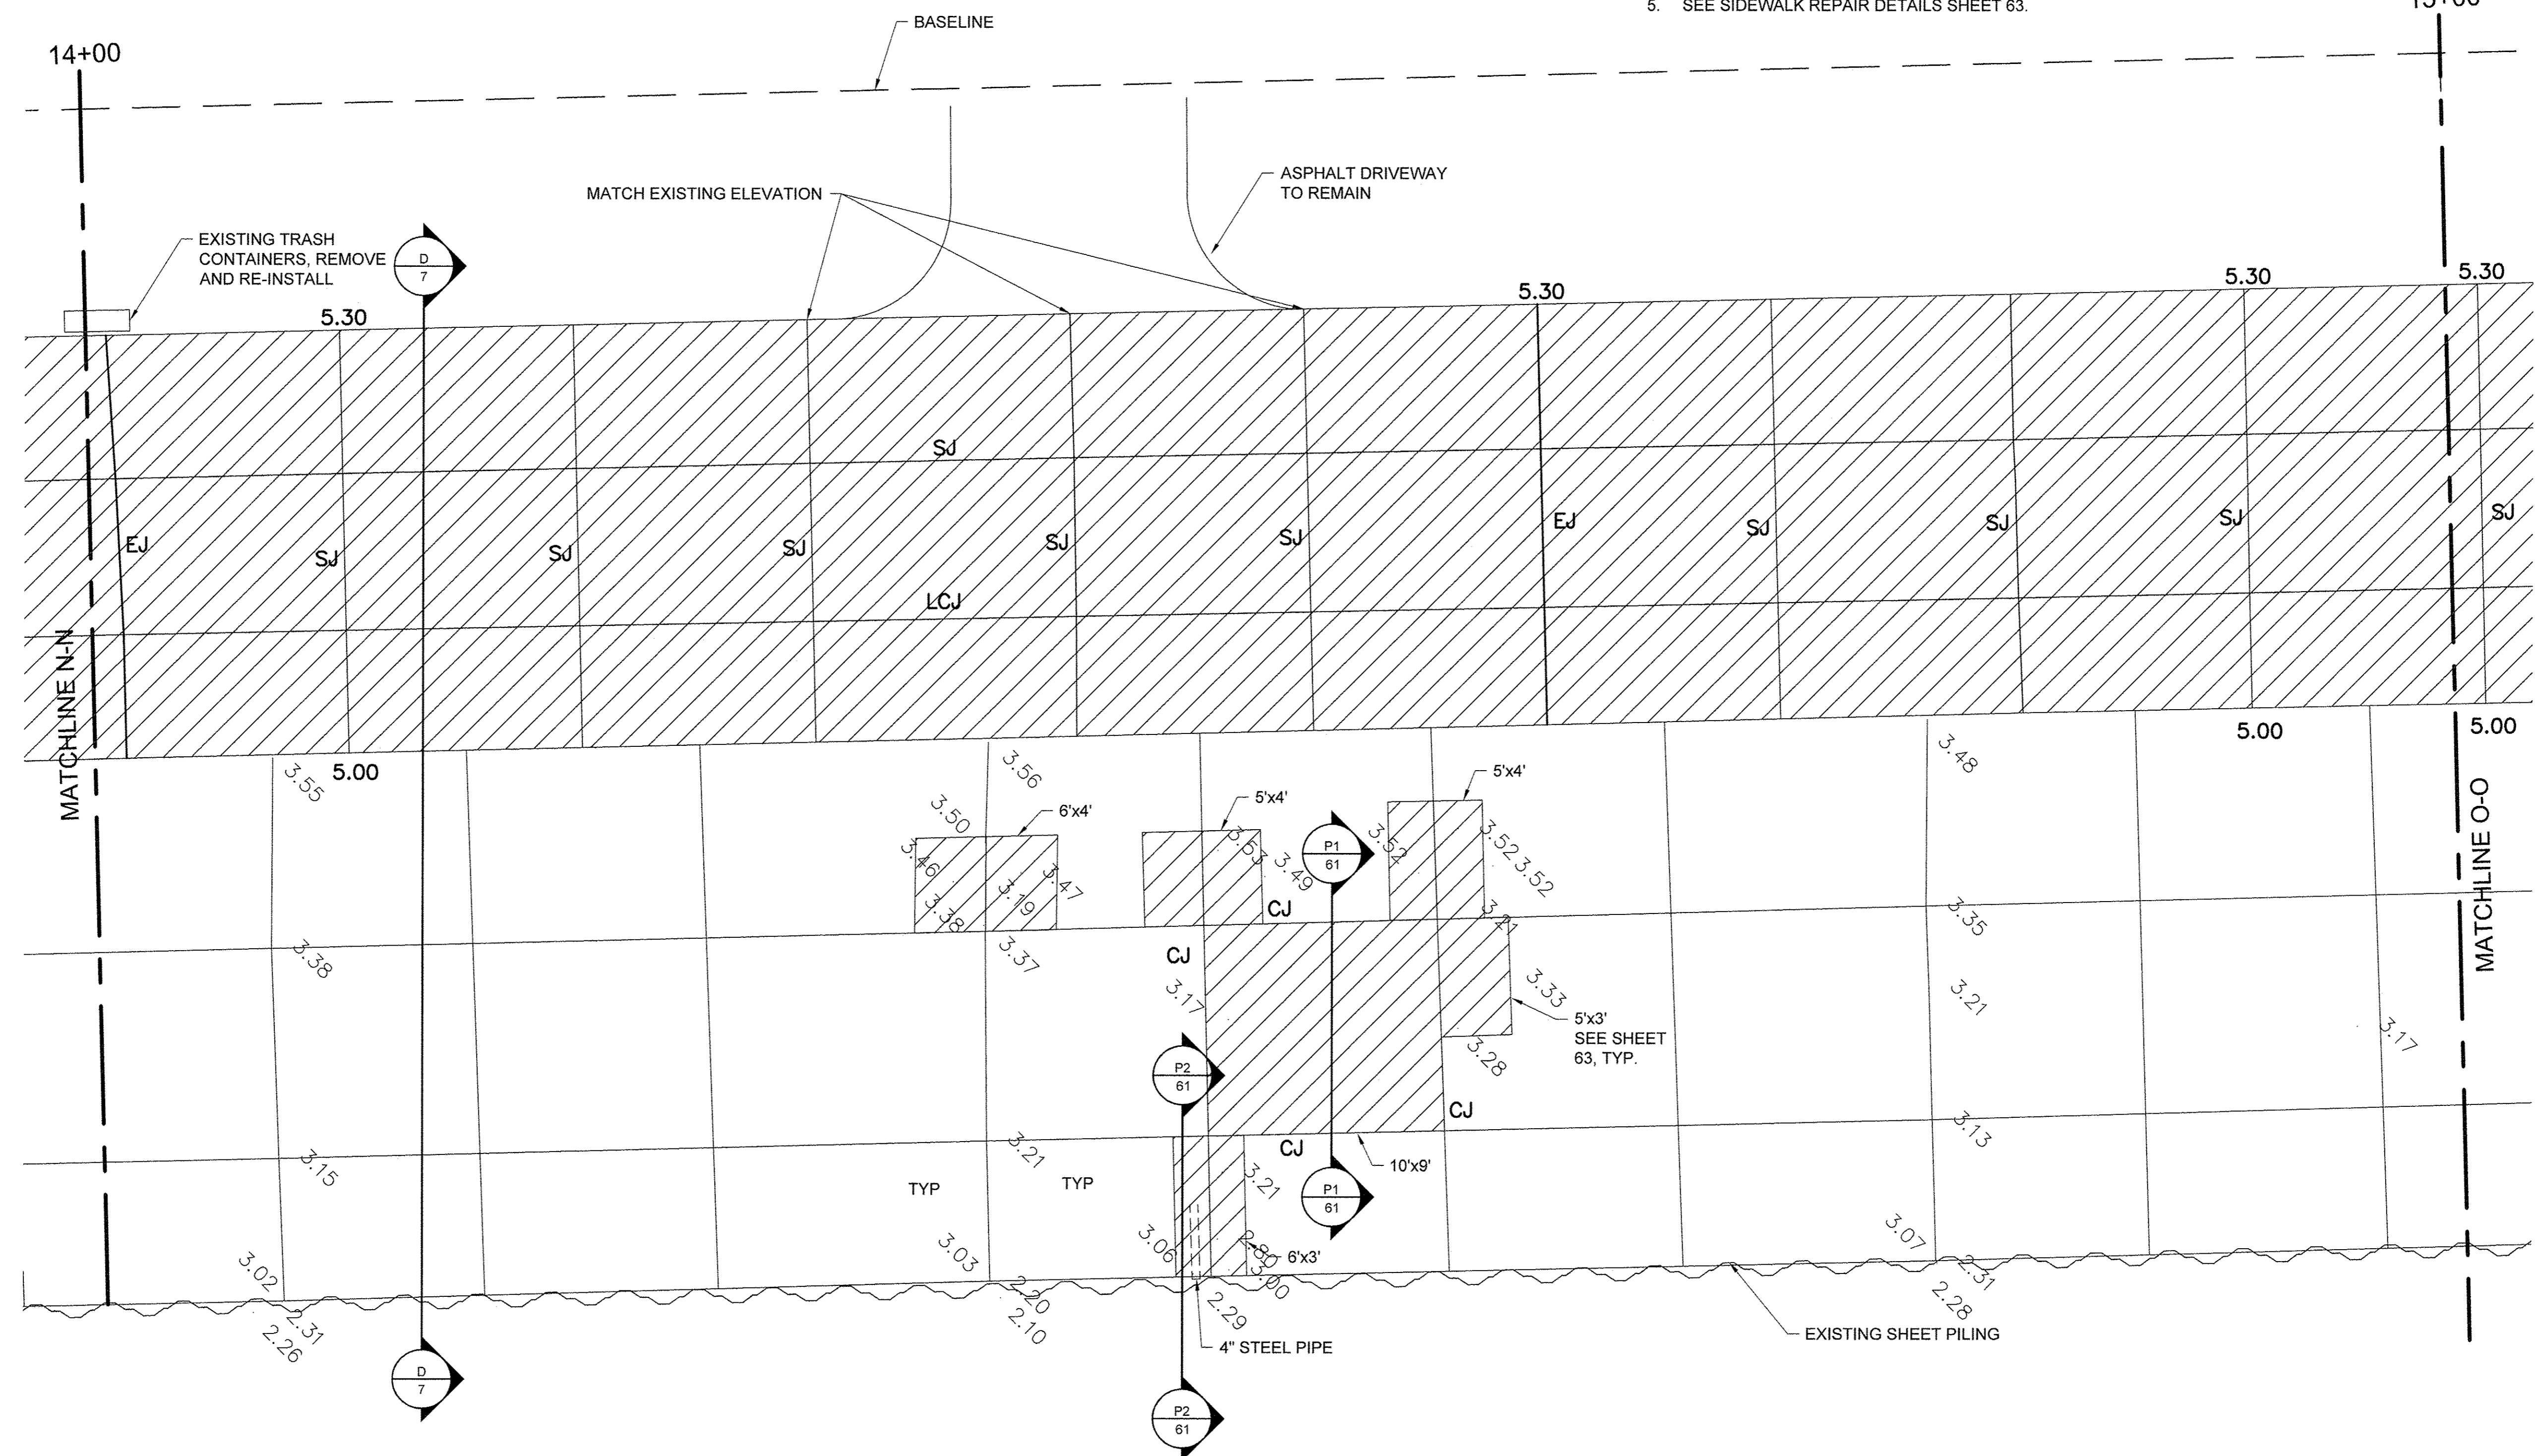 5. SEE SIDEWALK REPAIR DETAILS SHEET 63.
14+00
BASELINE
MATCH EXISTING ELEVATION
ASPHALT DRIVEWAY
TO REMAIN
EXISTING TRASH
CONTAINERS, REMOVE
AND RE-INSTALL
D
7
5.30
5.30
5.30
5.30
SJ
EJ
SJ
SJ
SJ
SJ
SJ
EJ
SJ
SJ
SJ
SJ
LCJ
MATCHLINE N-N
5.00
5.00
5.00
3.55
3.56
3.48
3.50
6'x4'
5'x4'
5'x4'
3.46
3.38
3.19
3.47
3.53
3.49
P1
61
3.52
3.52
3.52
CJ
3.41
3.35
MATCHLINE O-O
3.38
3.37
CJ
3.17
3.33
5'x3'
SEE SHEET
63, TYP.
3.21
3.17
3.28
P2
61
CJ
3.13
3.15
3.21
TYP
TYP
CJ
10'x9'
3.21
P1
61
3.02
3.03
3.06
2.80
6'x3'
3.00
3.07
2.31
2.26
2.20
2.10
2.29
2.31
2.28
4" STEEL PIPE
EXISTING SHEET PILING
D
7
P2
61